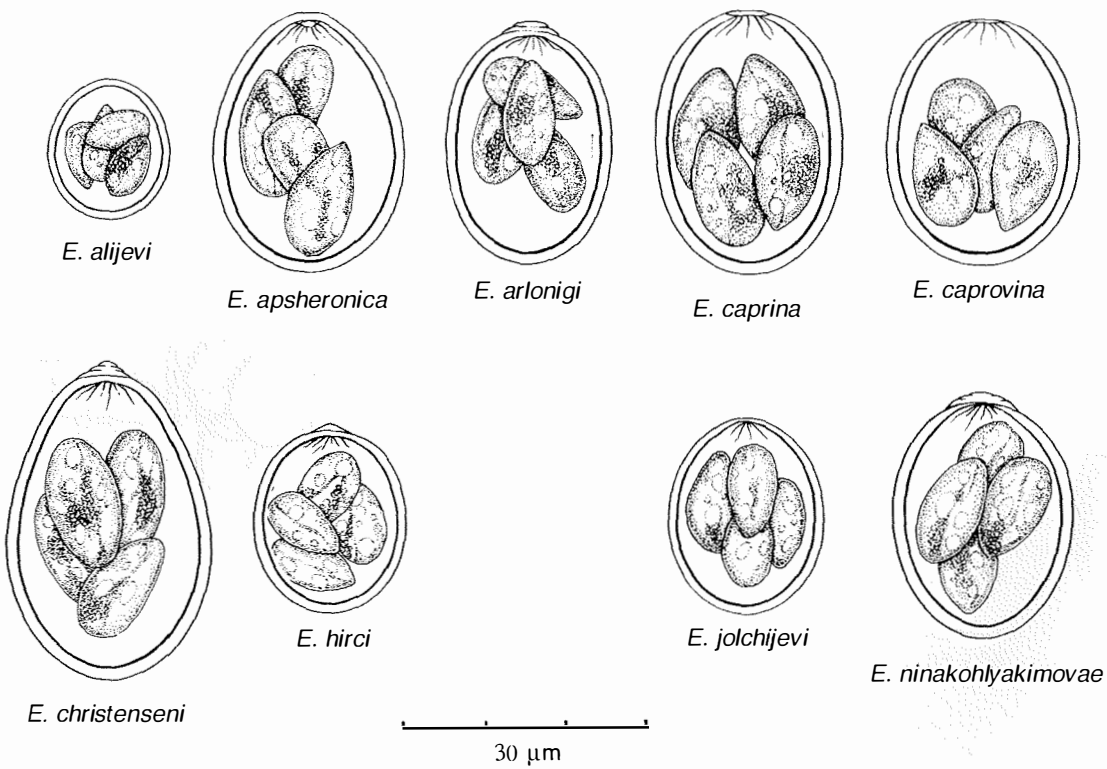 E. alijevi
E. apsheronica
E. arlonigi
E. caprina
E. caprovina
E. christenseni
E. hirci
E. jolchijevi
E. ninakohlyakimovae
30 μm